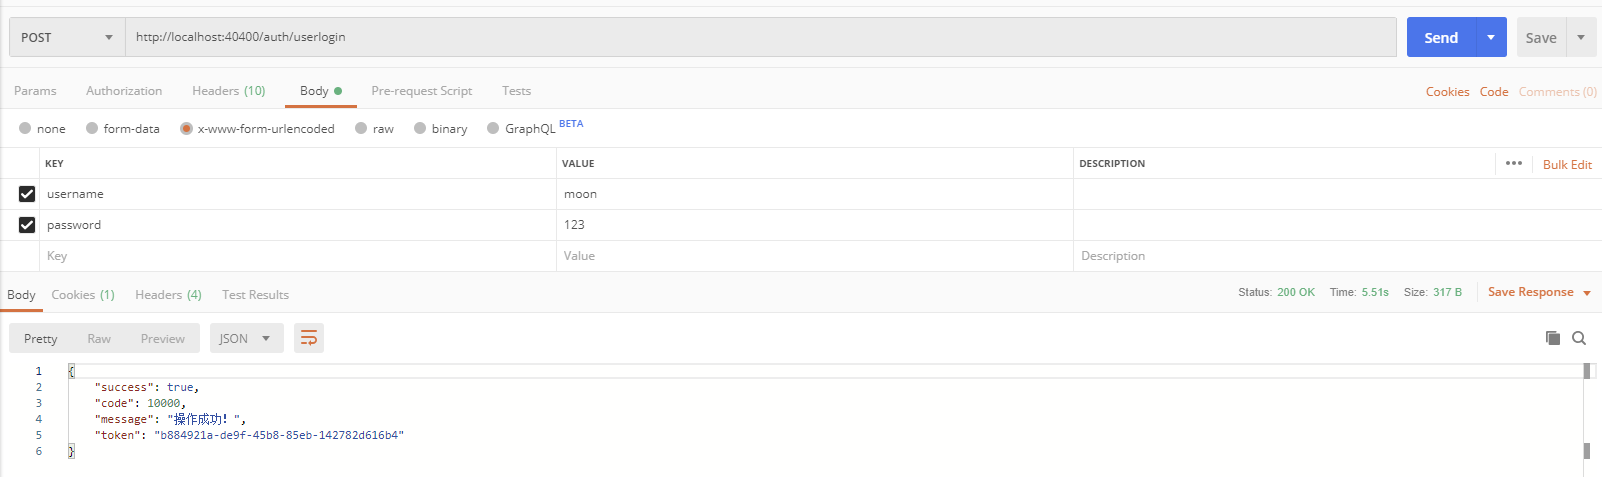 POST http://localhost:40400/auth/userlogin Send Save
Params Authorization Headers (10) Body Pre-request Script Tests Cookies Code Comments (0)
none form-data x-www-form-urlencoded raw binary GraphQL BETA
KEY VALUE DESCRIPTION ••• Bulk Edit
username moon
password 123
Key Value Description
Body Cookies (1) Headers (4) Test Results Status: 200 OK Time: 5.51s Size: 317 B Save Response
Pretty Raw Preview JSON
1 {
2 "success": true,
3 "code": 10000,
4 "message": "操作成功！",
5 "token": "b884921a-de9f-45b8-85eb-142782d616b4"
6 }